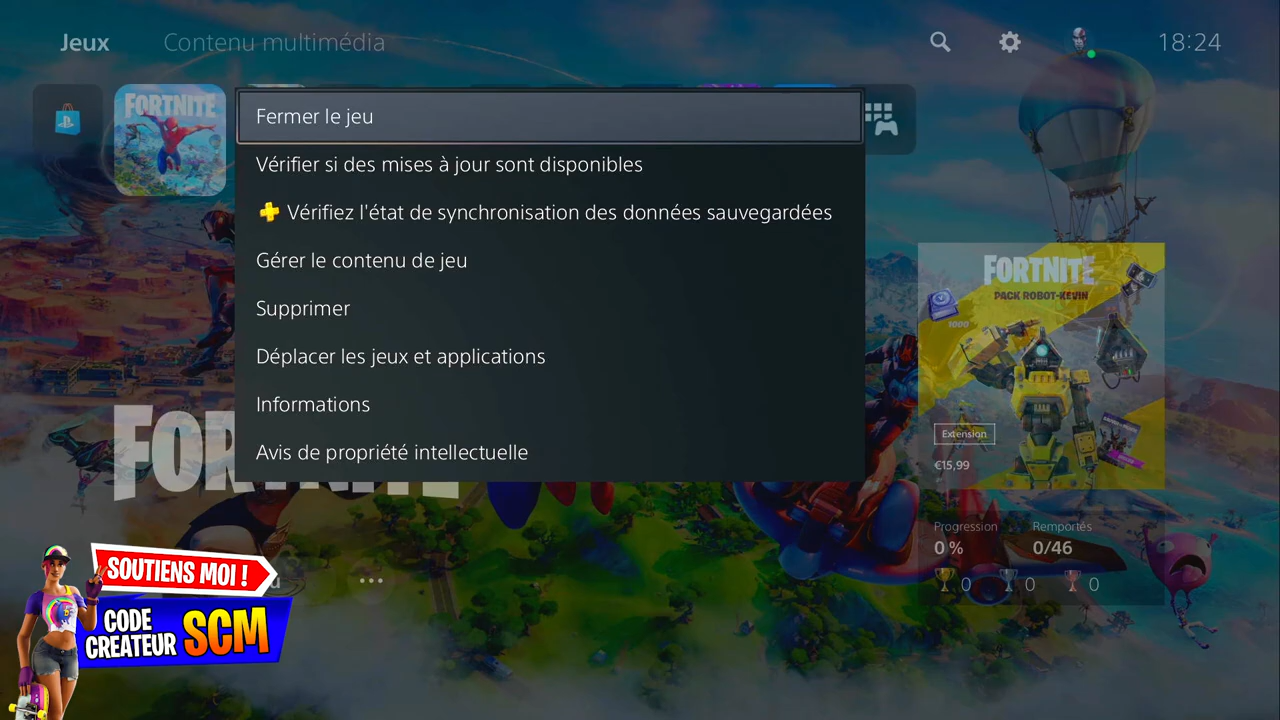 Jeux
Contenu multimédia
18:24
FORTNITE
Fermer le jeu
Vérifier si des mises à jour sont disponibles
Vérifiez l'état de synchronisation des données sauvegardées
Gérer le contenu de jeu
Supprimer
Déplacer les jeux et applications
Informations
Avis de propriété intellectuelle
FORTNITE
PACK ROBOT-KEVIN
1000
Extension
€15,99
Progression
Remportés
0 %
0/46
0
0
0
SOUTIENS MOI !
CODE
CREATEUR SCM